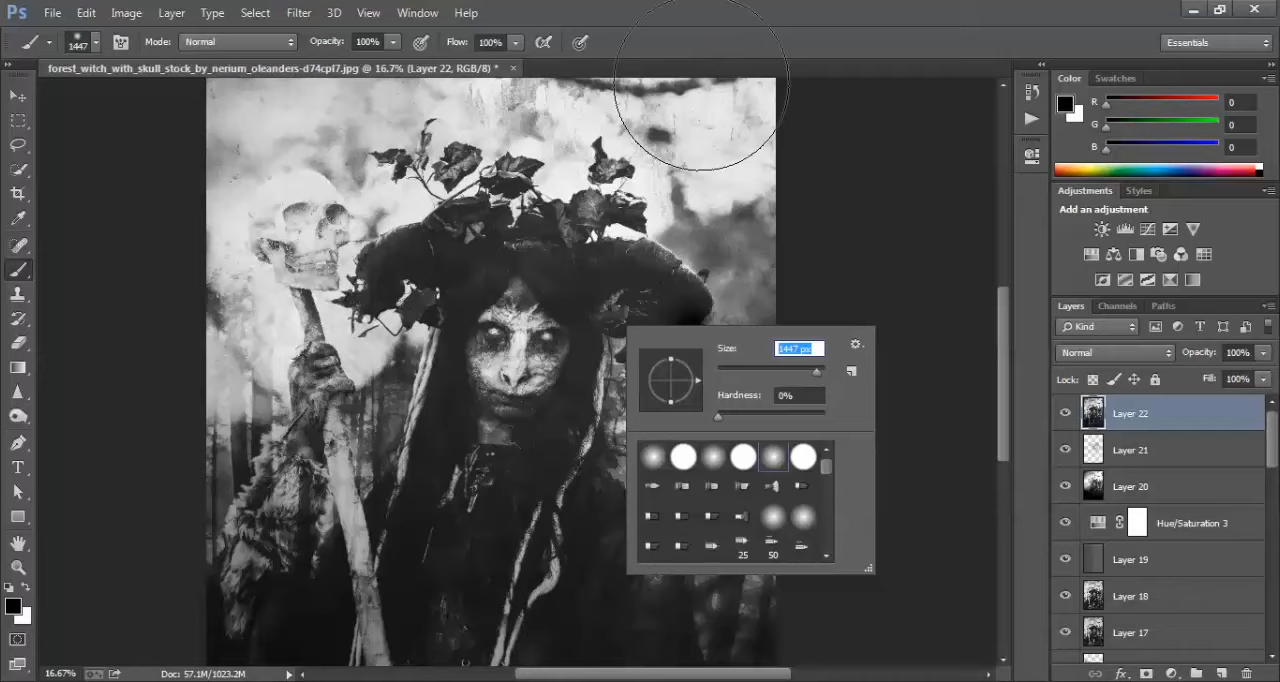 Ps File Edit Image Layer Type Select Filter 3D View Window Help
1447 Mode: Normal Opacity: 100% Flow: 100% Essentials
forest_witch_with_skull_stock_by_nerium_oleanders-d74cpf7.jpg @ 16.7% (Layer 22, RGB/8) * ×
Color Swatches
R 0
G 0
B 0
Adjustments Styles
Add an adjustment
Layers Channels Paths
Kind
Normal Opacity: 100%
Lock: Fill: 100%
Layer 22
Layer 21
Layer 20
Hue/Saturation 3
Layer 19
Layer 18
Layer 17
Size: 1447 px
Hardness: 0%
25 50
16.67% Doc: 57.1M/1023.2M